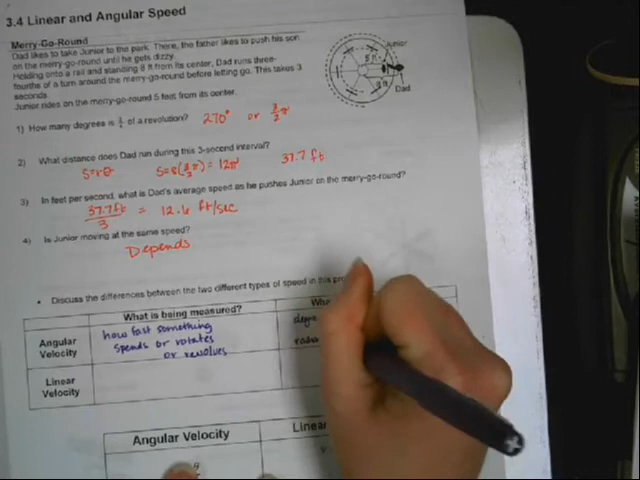 3.4 Linear and Angular Speed
Merry-Go-Round
Dad likes to take Junior to the park. There, the father likes to push his son
on the merry-go-round until he gets dizzy.
Holding onto a rail and standing 8 ft from its center, Dad runs three-
fourths of a turn around the merry-go-round before letting go. This takes 3
seconds.
Junior rides on the merry-go-round 5 feet from its center.
Junior
5 ft
8 ft
Dad
1) How many degrees is 3/4 of a revolution? 270° or 3/2 π
2) What distance does Dad run during this 3-second interval?
S=rθ S=8(3/2π)=12π 37.7 ft
3) In feet per second, what is Dad's average speed as he pushes Junior on the merry-go-round?
37.7ft/3 = 12.6 ft/sec
4) Is Junior moving at the same speed?
Depends
• Discuss the differences between the two different types of speed in this
What is being measured?
Angular Velocity
how fast something
spends or rotates
or revolves
Linear Velocity
Angular Velocity
Linear